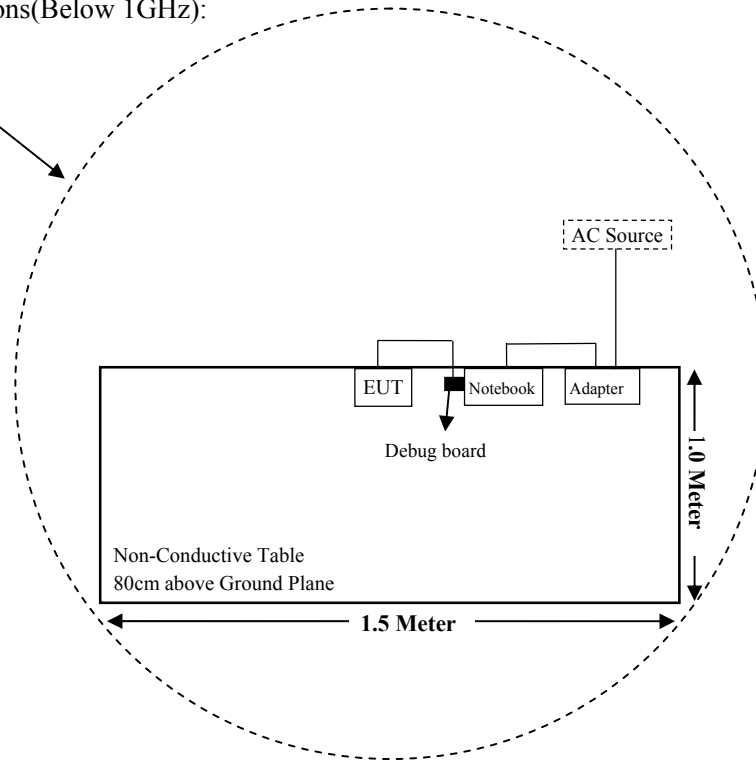 ons(Below 1GHz):
AC Source
EUT
Notebook
Adapter
Debug board
1.0 Meter
Non-Conductive Table
80cm above Ground Plane
1.5 Meter